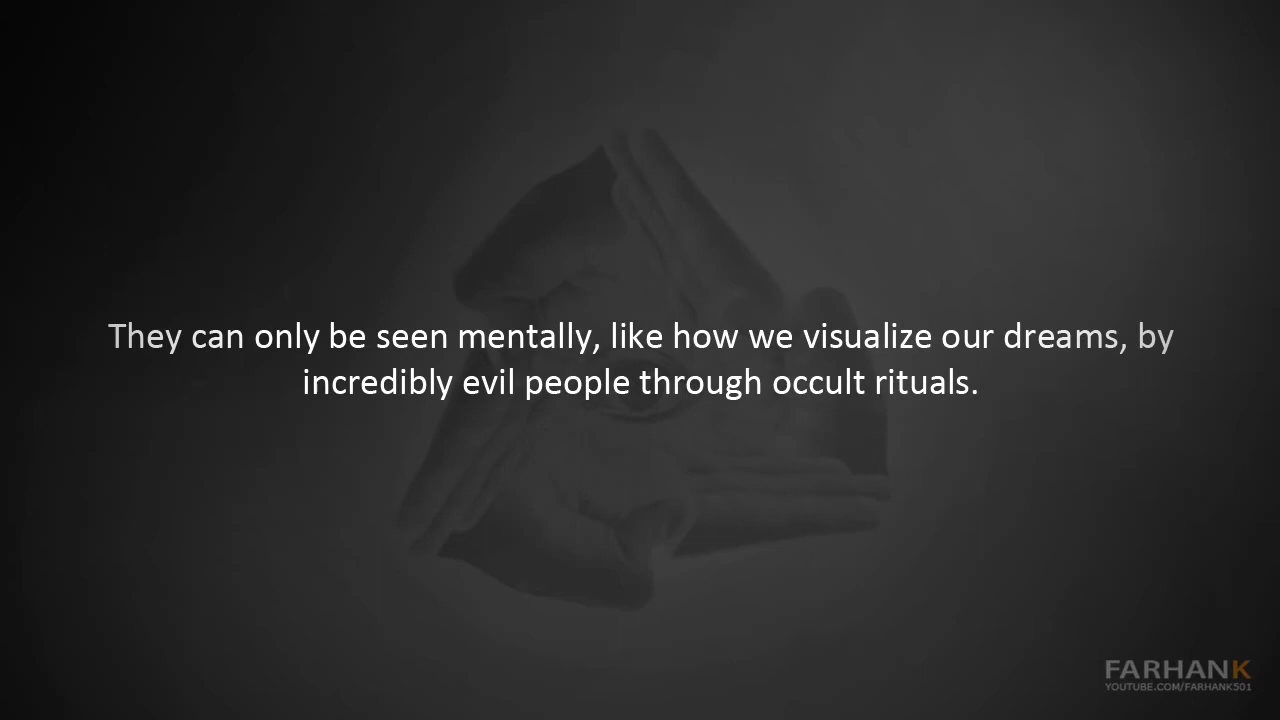 They can only be seen mentally, like how we visualize our dreams, by
incredibly evil people through occult rituals.
FARHANK
YOUTUBE.COM/FARHANK501